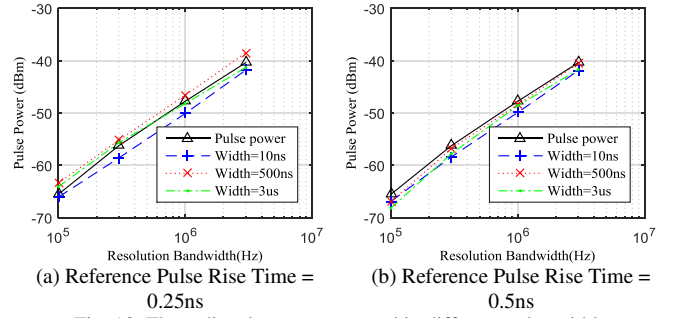 -30
-40
-50
-60
-70
Pulse Power (dBm)
Pulse power
Width=10ns
Width=500ns
Width=3us
10^5
10^6
10^7
Resolution Bandwidth(Hz)
(a) Reference Pulse Rise Time =
0.25ns
-30
-40
-50
-60
-70
Pulse Power (dBm)
Pulse power
Width=10ns
Width=500ns
Width=3us
10^5
10^6
10^7
Resolution Bandwidth(Hz)
(b) Reference Pulse Rise Time =
0.5ns